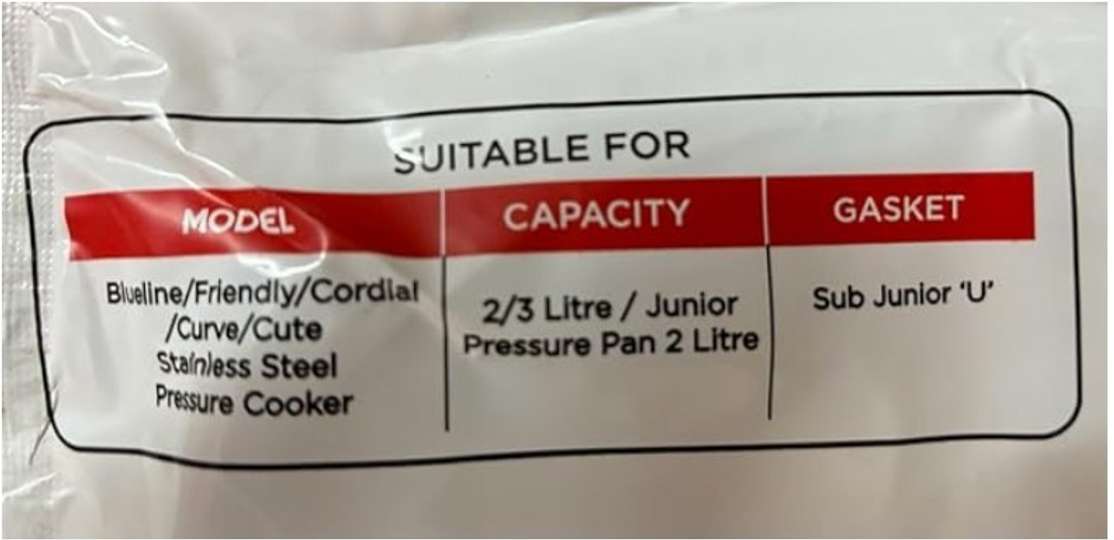 SUITABLE FOR
MODEL CAPACITY GASKET
Blueline/Friendly/Cordial
/Curve/Cute
Stainless Steel
Pressure Cooker
2/3 Litre / Junior
Pressure Pan 2 Litre
Sub Junior ‘U’